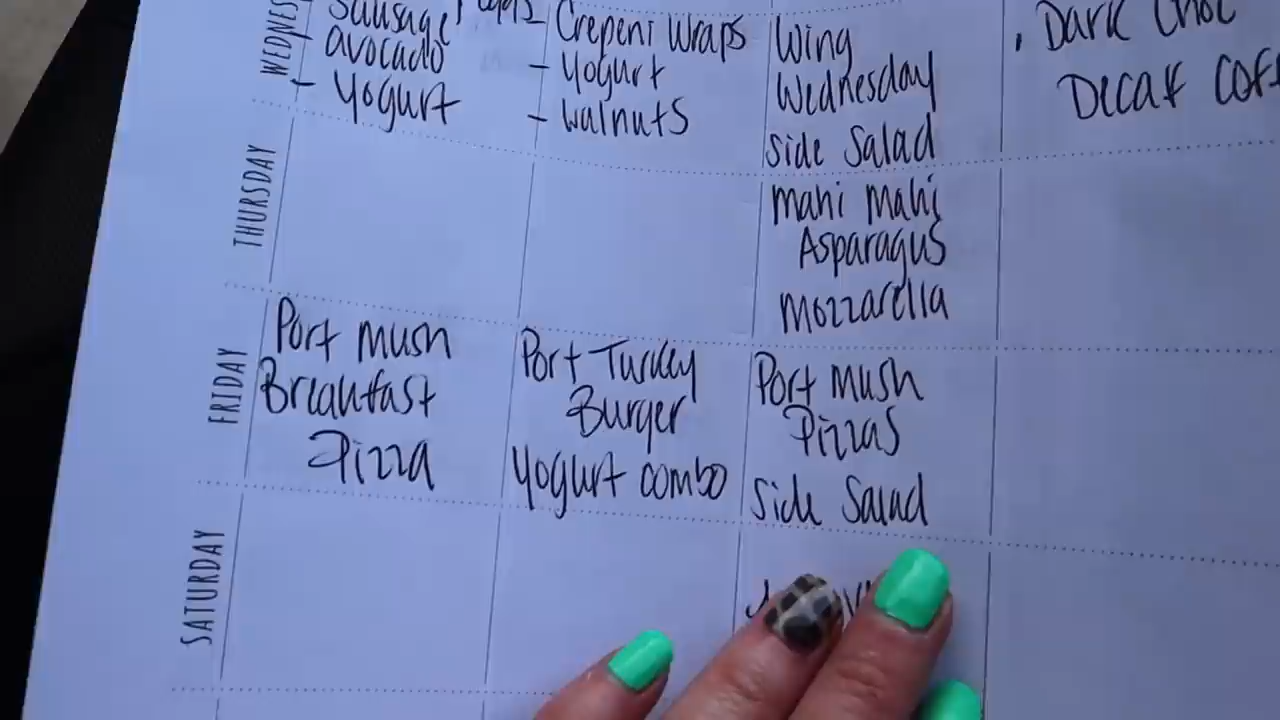 WEDNES
Sausage
avocado
- Yogurt
Crepeni Wraps
- Yogurt
- Walnuts
Wing
Wednesday
Side Salad
Dark Choc
Decaf Cof
THURSDAY
Mahi Mahi
Asparagus
Mozzarella
FRIDAY
Port Mush
Breakfast
Pizza
Port Turkey
Burger
Yogurt combo
Port Mush
Pizzas
Side Salad
SATURDAY